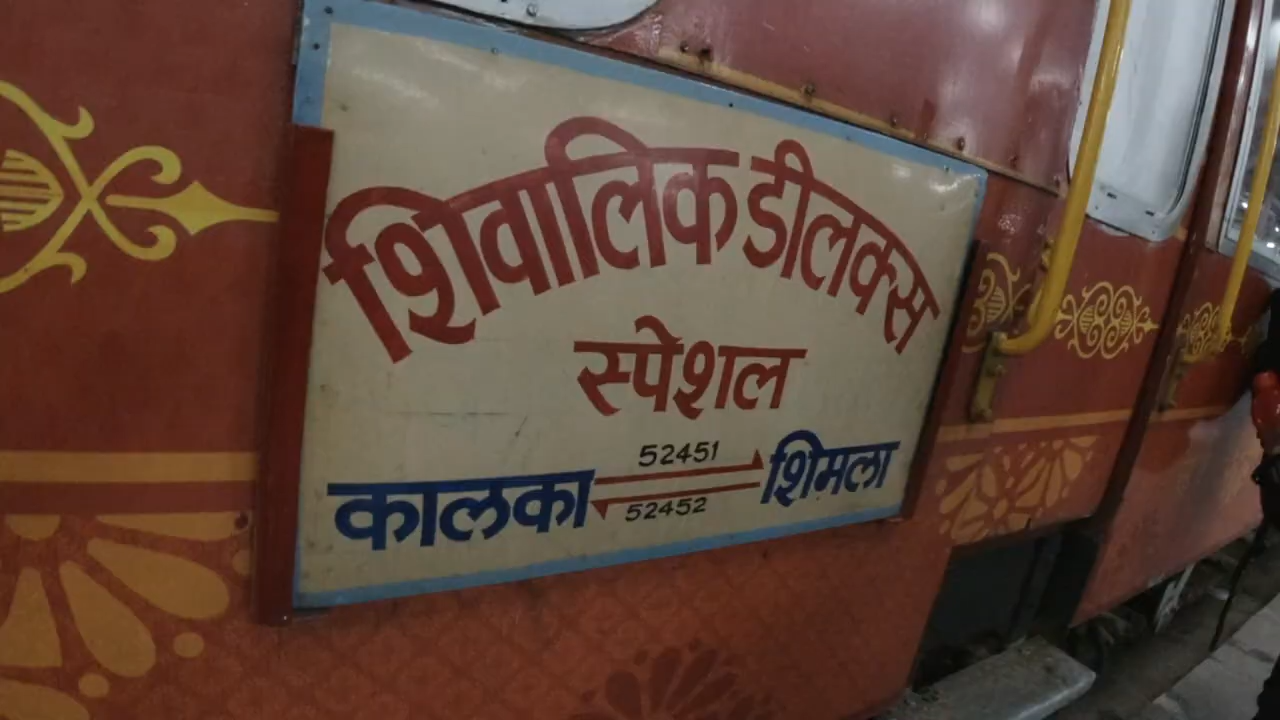 शिवालिक डीलक्स
स्पेशल
52451
कालका शिमला
52452